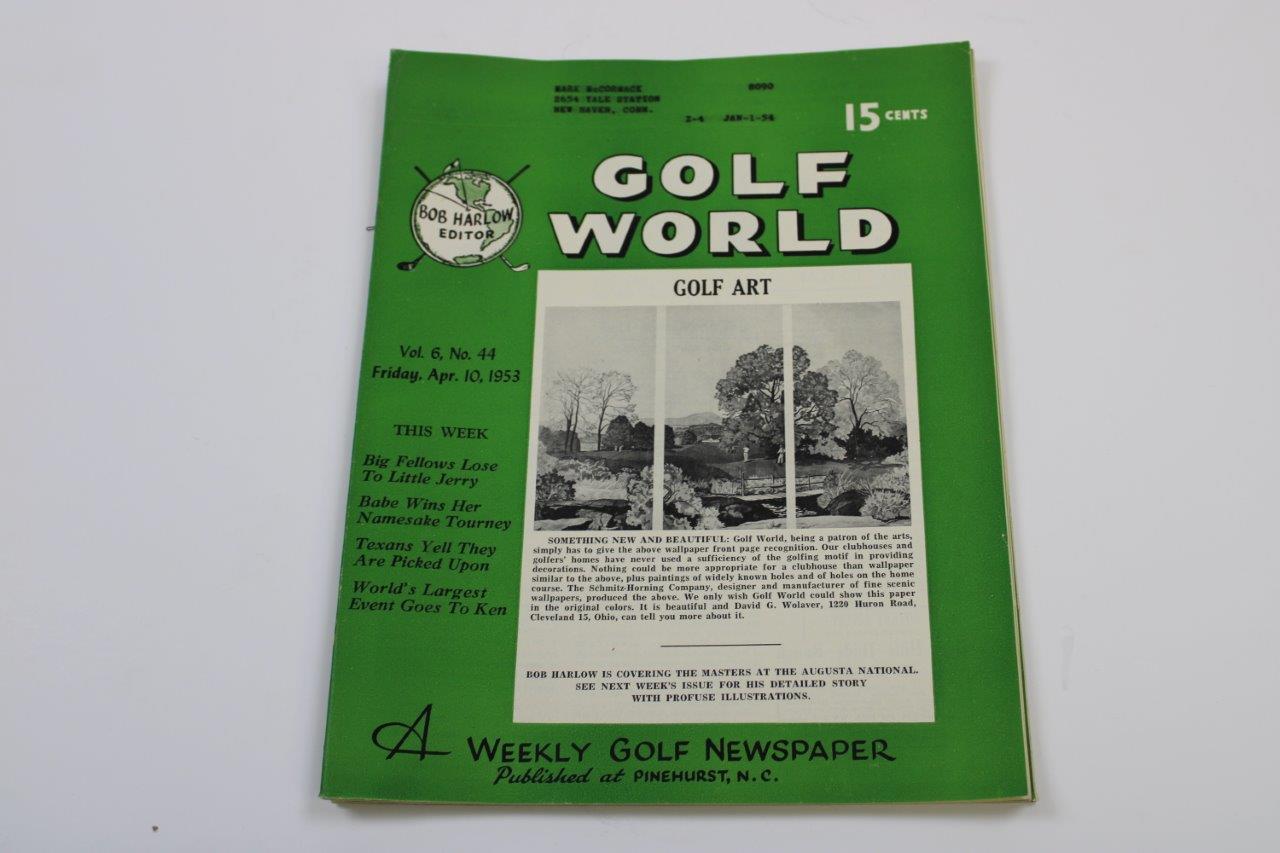 MARK McCORMACK 8090
2654 YALE STATION
NEW HAVEN, CONN.
2-4 JAN-1-54
15 CENTS
GOLF
WORLD
BOB HARLOW
EDITOR
GOLF ART
Vol. 6, No. 44
Friday, Apr. 10, 1953
THIS WEEK
Big Fellows Lose
To Little Jerry
Babe Wins Her
Namesake Tourney
Texans Yell They
Are Picked Upon
World's Largest
Event Goes To Ken
SOMETHING NEW AND BEAUTIFUL: Golf World, being a patron of the arts,
simply has to give the above wallpaper front page recognition. Our clubhouses and
golfers' homes have never used a sufficiency of the golfing motif in providing
decorations. Nothing could be more appropriate for a clubhouse than wallpaper
similar to the above, plus paintings of widely known holes and of holes on the home
course. The Schmitz-Horning Company, designer and manufacturer of fine scenic
wallpapers, produced the above. We only wish Golf World could show this paper
in the original colors. It is beautiful and David G. Wolaver, 1220 Huron Road,
Cleveland 15, Ohio, can tell you more about it.
BOB HARLOW IS COVERING THE MASTERS AT THE AUGUSTA NATIONAL.
SEE NEXT WEEK'S ISSUE FOR HIS DETAILED STORY
WITH PROFUSE ILLUSTRATIONS.
A WEEKLY GOLF NEWSPAPER
Published at PINEHURST, N.C.